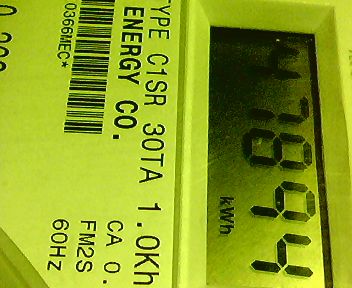 47894
kWh
TYPE C1SR 30TA 1.0Kh
ENERGY CO.
CA 0.
FM2S
60HZ
0366MEC*